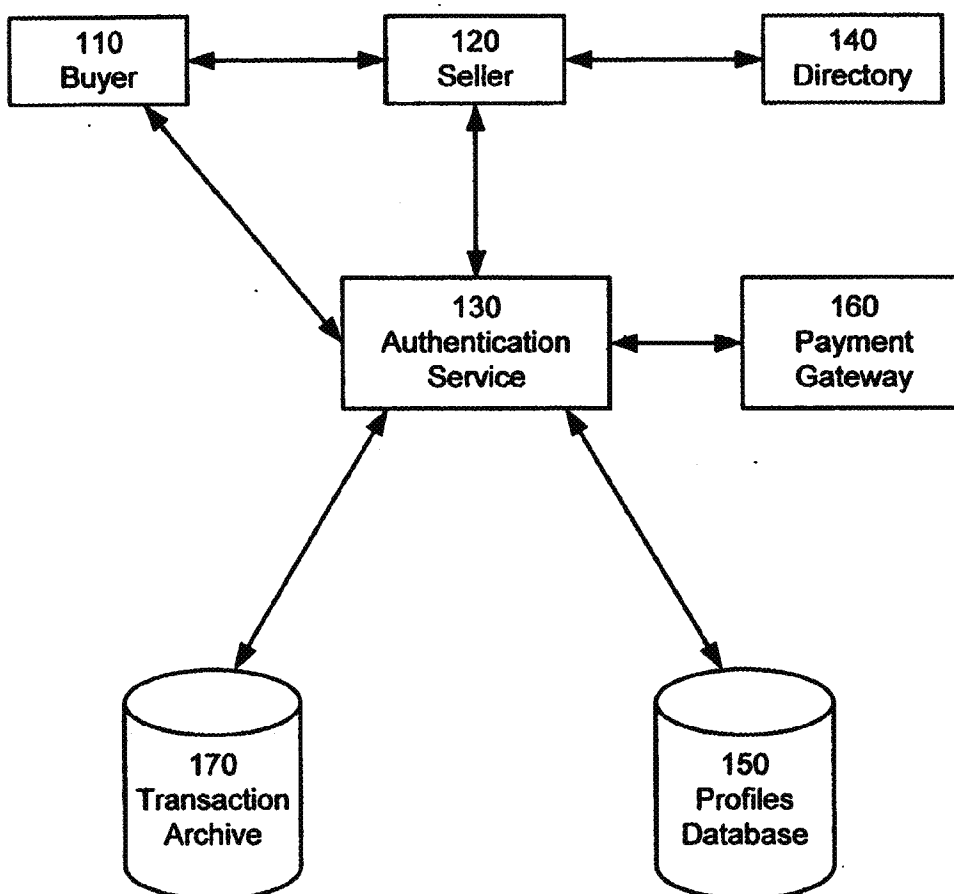 110
Buyer
120
Seller
140
Directory
130
Authentication
Service
160
Payment
Gateway
170
Transaction
Archive
150
Profiles
Database